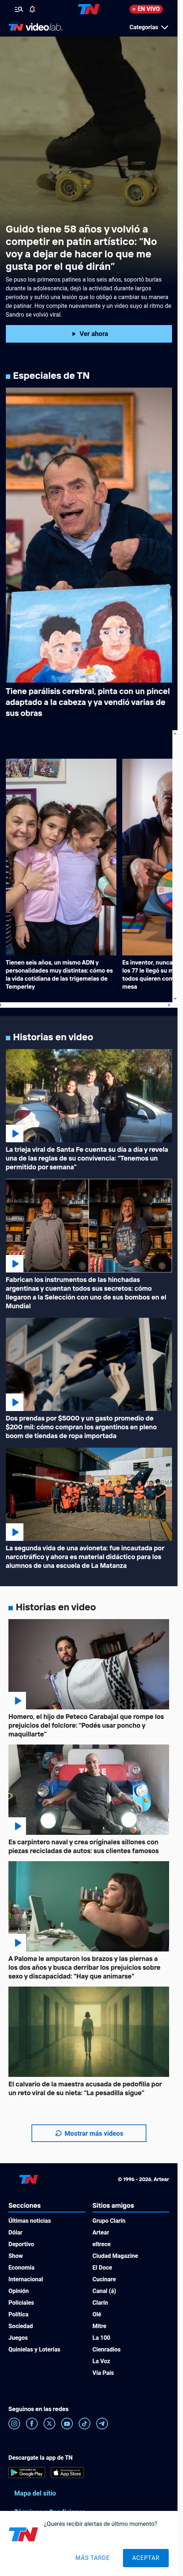 TN
EN VIVO
TN videolab.
Categorías
Guido tiene 58 años y volvió a
competir en patín artístico: “No
voy a dejar de hacer lo que me
gusta por el qué dirán”
Se puso los primeros patines a los seis años, soportó burlas
desde la adolescencia, dejó la actividad durante largos
períodos y sufrió una lesión que lo obligó a cambiar su manera
de patinar. Hoy compite nuevamente y un video suyo al ritmo de
Sandro se volvió viral.
Ver ahora
Especiales de TN
Tiene parálisis cerebral, pinta con un pincel
adaptado a la cabeza y ya vendió varias de
sus obras
Tienen seis años, un mismo ADN y
personalidades muy distintas: cómo es
la vida cotidiana de las trigemelas de
Temperley
Es inventor, nunca
los 77 le llegó su m
todos quieren con
mesa
Historias en video
La trieja viral de Santa Fe cuenta su día a día y revela
una de las reglas de su convivencia: “Tenemos un
permitido por semana”
Fabrican los instrumentos de las hinchadas
argentinas y cuentan todos sus secretos: cómo
llegaron a la Selección con uno de sus bombos en el
Mundial
Dos prendas por $5000 y un gasto promedio de
$200 mil: cómo compran los argentinos en pleno
boom de tiendas de ropa importada
La segunda vida de una avioneta: fue incautada por
narcotráfico y ahora es material didáctico para los
alumnos de una escuela de La Matanza
Historias en video
Homero, el hijo de Peteco Carabajal que rompe los
prejuicios del folclore: “Podés usar poncho y
maquillarte”
Es carpintero naval y crea originales sillones con
piezas recicladas de autos: sus clientes famosos
A Paloma le amputaron los brazos y las piernas a
los dos años y busca derribar los prejuicios sobre
sexo y discapacidad: "Hay que animarse"
El calvario de la maestra acusada de pedofilia por
un reto viral de su nieta: “La pesadilla sigue”
Mostrar más videos
TN
© 1996 - 2026, Artear
Secciones
Últimas noticias
Dólar
Deportivo
Show
Economía
Internacional
Opinión
Policiales
Política
Sociedad
Juegos
Quinielas y Loterías
Sitios amigos
Grupo Clarín
Artear
eltrece
Ciudad Magazine
El Doce
Cucinare
Canal (á)
Clarín
Olé
Mitre
La 100
Cienradios
La Voz
Vía País
Seguinos en las redes
Descargate la app de TN
Google Play
App Store
Mapa del sitio
TN
¿Querés recibir alertas de último momento?
MÁS TARDE
ACEPTAR